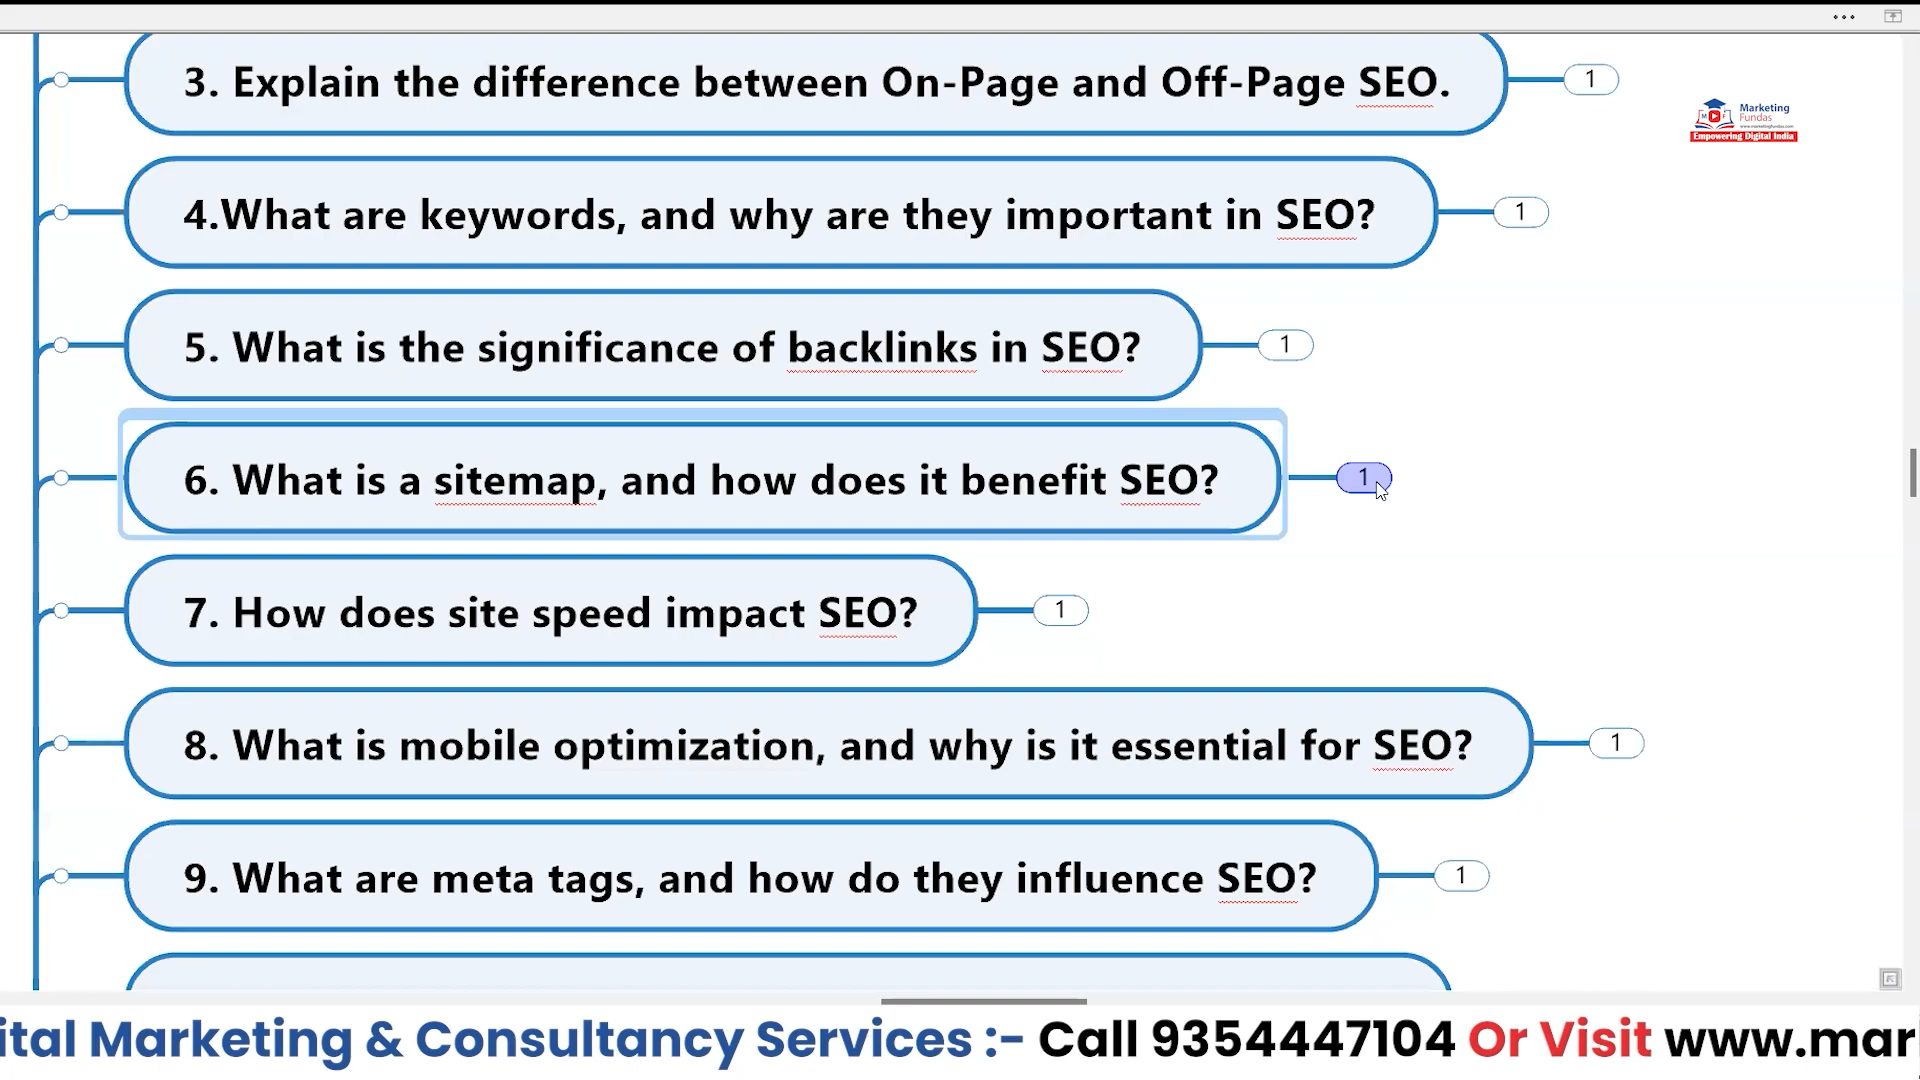 3. Explain the difference between On-Page and Off-Page SEO.
1
Marketing
Fundas
www.marketingfundas.com
Empowering Digital India
4.What are keywords, and why are they important in SEO?
1
5. What is the significance of backlinks in SEO?
1
6. What is a sitemap, and how does it benefit SEO?
1
7. How does site speed impact SEO?
1
8. What is mobile optimization, and why is it essential for SEO?
1
9. What are meta tags, and how do they influence SEO?
1
ital Marketing & Consultancy Services :- Call 9354447104 Or Visit www.mar